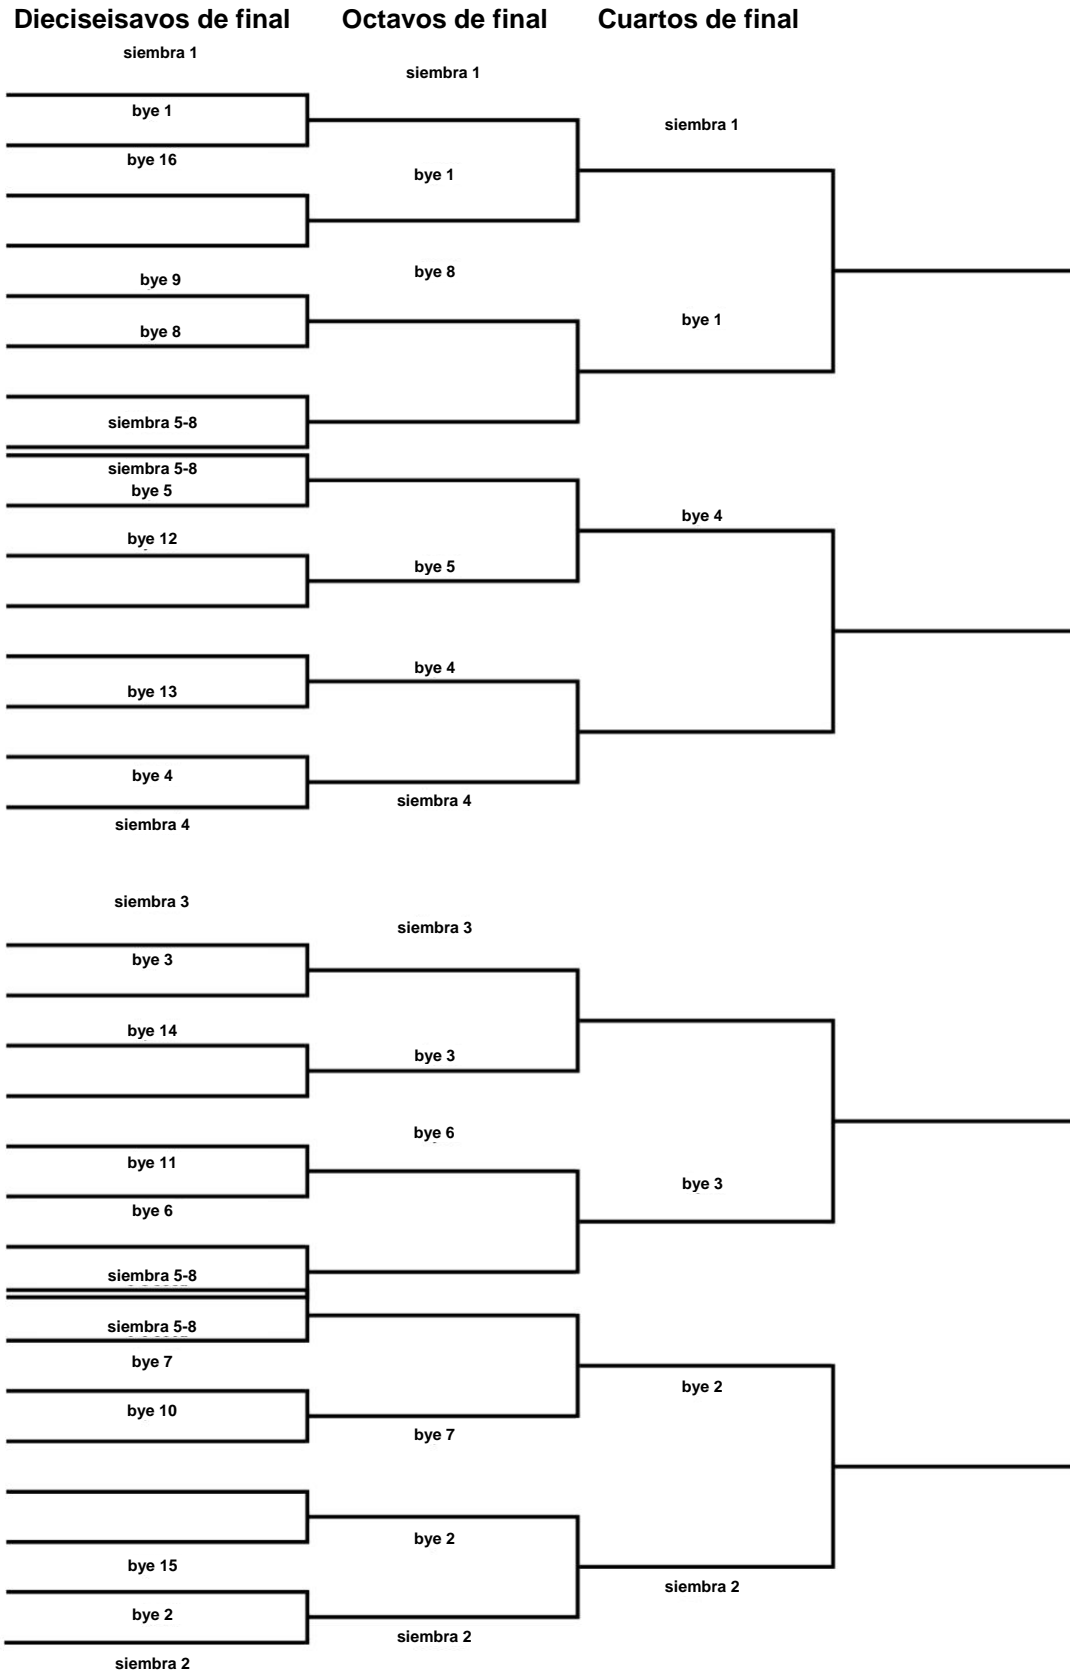 Dieciseisavos de final
siembra 1
bye 1
bye 16
bye 9
bye 8
siembra 5-8
siembra 5-8
bye 5
bye 12
bye 13
bye 4
siembra 4
siembra 3
bye 3
bye 14
bye 11
bye 6
siembra 5-8
siembra 5-8
bye 7
bye 10
bye 15
bye 2
siembra 2
Octavos de final
siembra 1
bye 1
bye 8
bye 5
bye 4
siembra 4
siembra 3
bye 3
bye 6
bye 7
bye 2
siembra 2
Cuartos de final
siembra 1
bye 1
bye 4
bye 3
bye 2
siembra 2